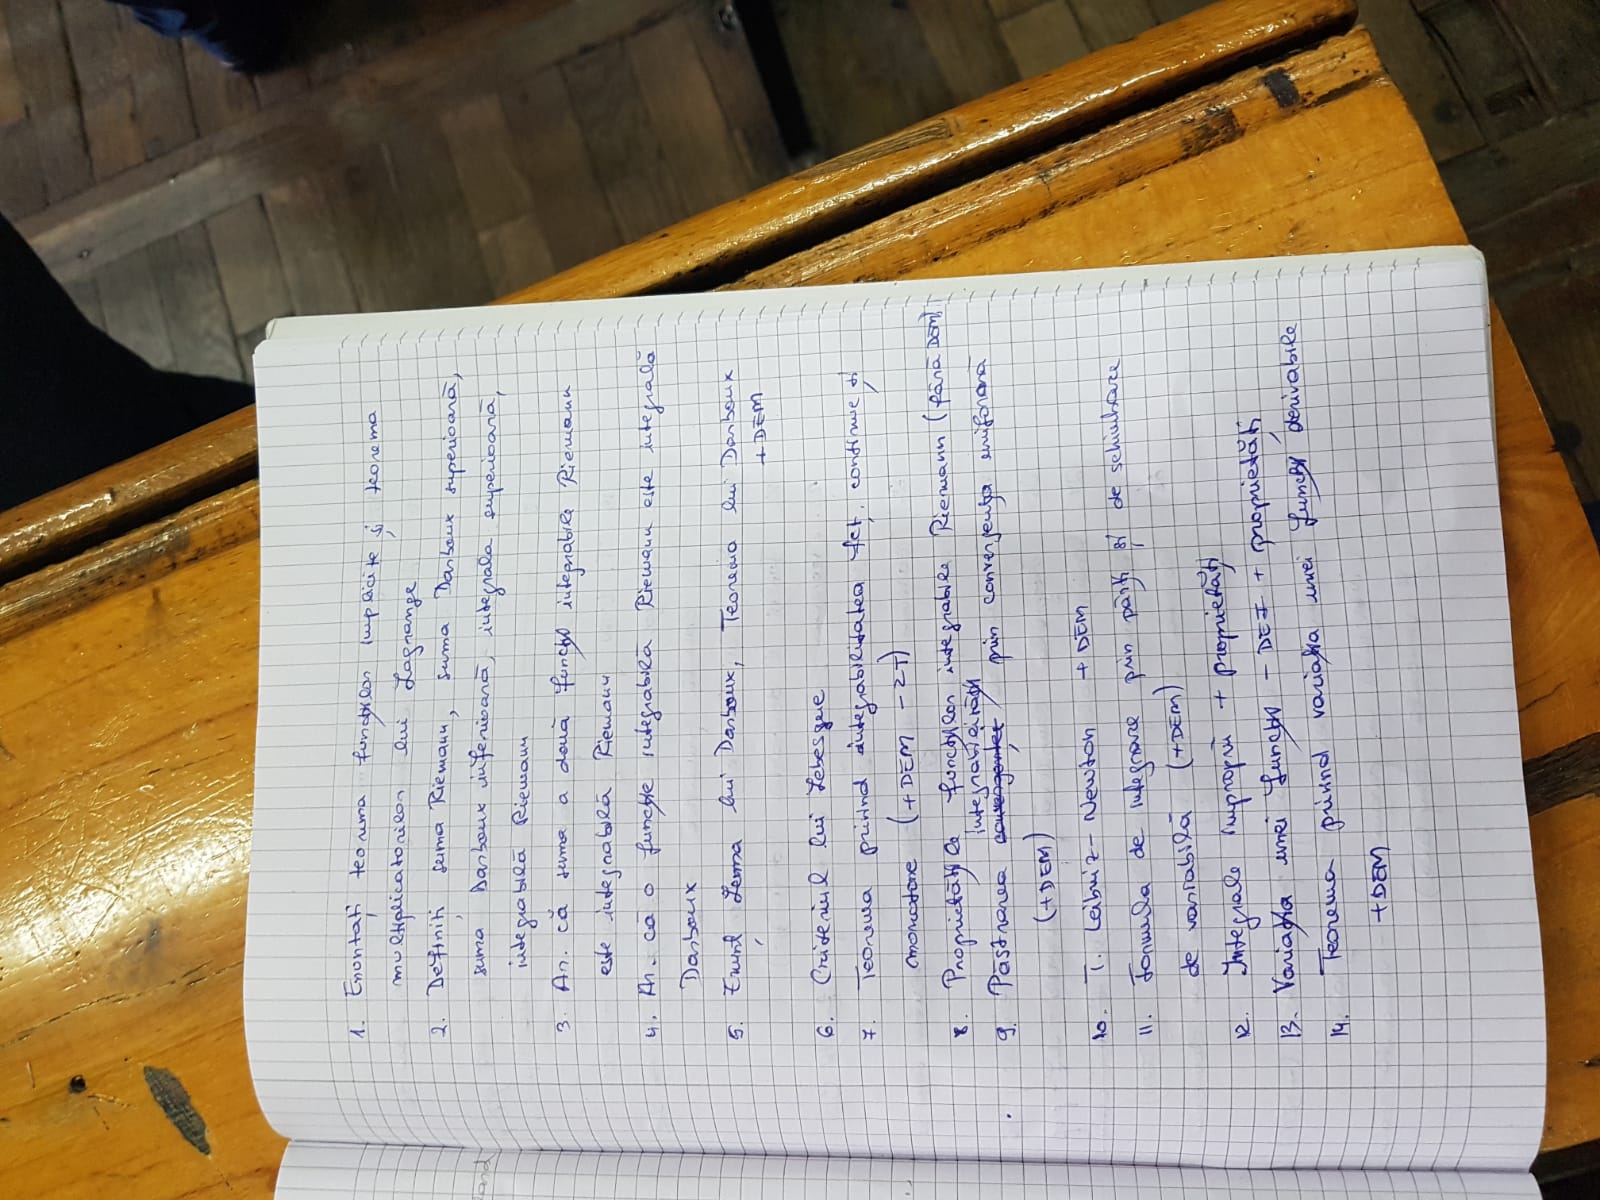 1. Enontați teorema funcțiilor implicite și teorema
multiplicatorilor lui Lagrange
2. Definiți suma Riemann, suma Darboux superioară,
suma Darboux inferioară, integrala superioară,
integrabilă Riemann
3. Ar. că suma a două funcții integrabile Riemann
este integrabilă Riemann
4. Ar. că o funcție integrabilă Riemann este integrală
Darboux
5. Lema lui Darboux, Teorema lui Darboux
+DEM
6. Criteriul lui Lebesgue
7. Teorema privind integrabilitatea fct. continue și
monotone (+DEM - 2T)
8. Proprietățile funcțiilor integrabile Riemann (fără DEM)
integrabilității
9. Păstrarea convergenței prin convergența uniformă
(+DEM)
10. T. Leibniz-Newton +DEM
11. Formula de integrare prin părți și de schimbare
de variabilă (+DEM)
12. Integrale improprii + proprietăți
13. Variația unei funcții - DEF + proprietăți
14. Teorema privind variația unei funcții derivabile
+DEM